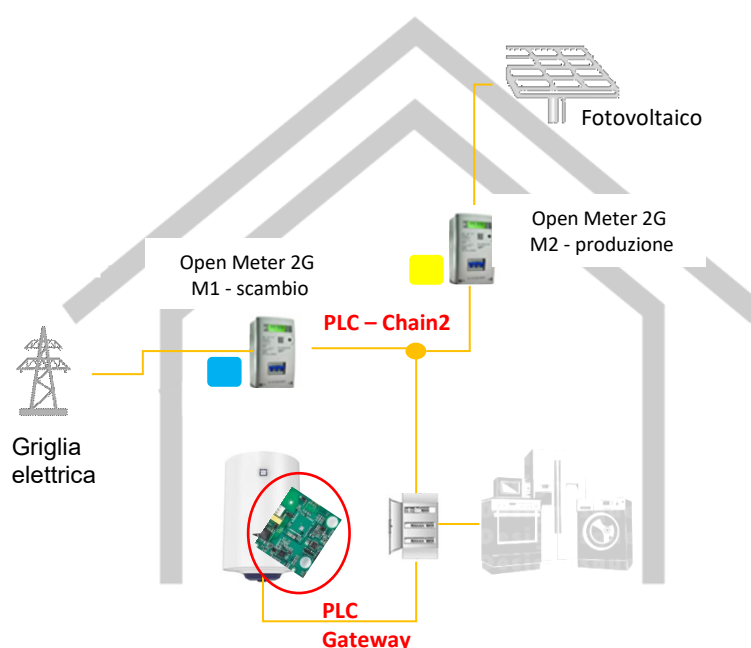 Fotovoltaico
Open Meter 2G
M2 - produzione
Open Meter 2G
M1 - scambio
PLC – Chain2
Griglia
elettrica
PLC
Gateway